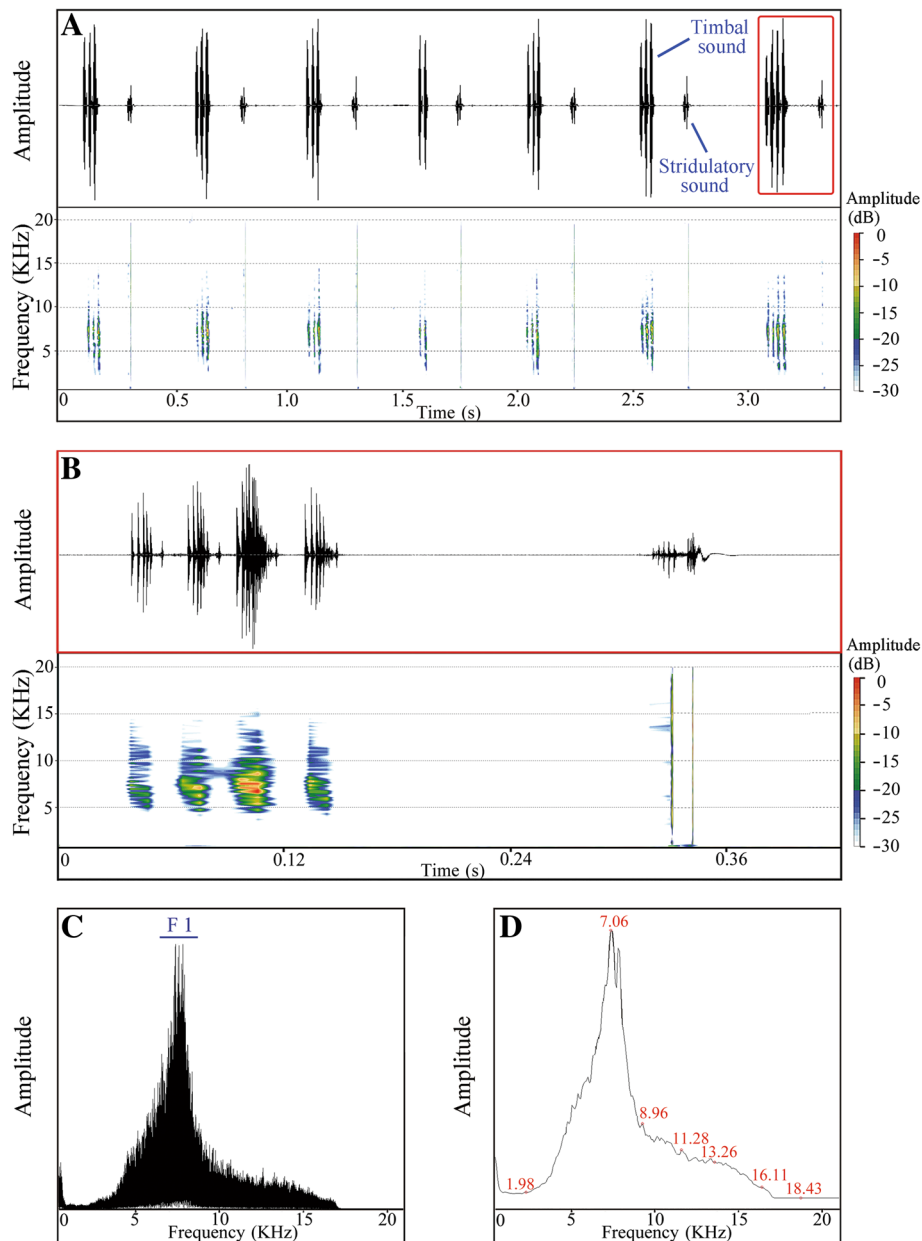 A
Timbal
sound
Stridulatory
sound
Amplitude
Amplitude
(dB)
20
15
10
5
Frequency (KHz)
0
-5
-10
-15
-20
-25
-30
0 0.5 1.0 1.5 2.0 2.5 3.0
Time (s)
B
Amplitude
Amplitude
(dB)
20
15
10
5
Frequency (KHz)
0
-5
-10
-15
-20
-25
-30
0 0.12 0.24 0.36
Time (s)
C
F 1
Amplitude
0 5 10 15 20
Frequency (KHz)
D
7.06
8.96
11.28
13.26
16.11
18.43
1.98
Amplitude
0 5 10 15 20
Frequency (KHz)